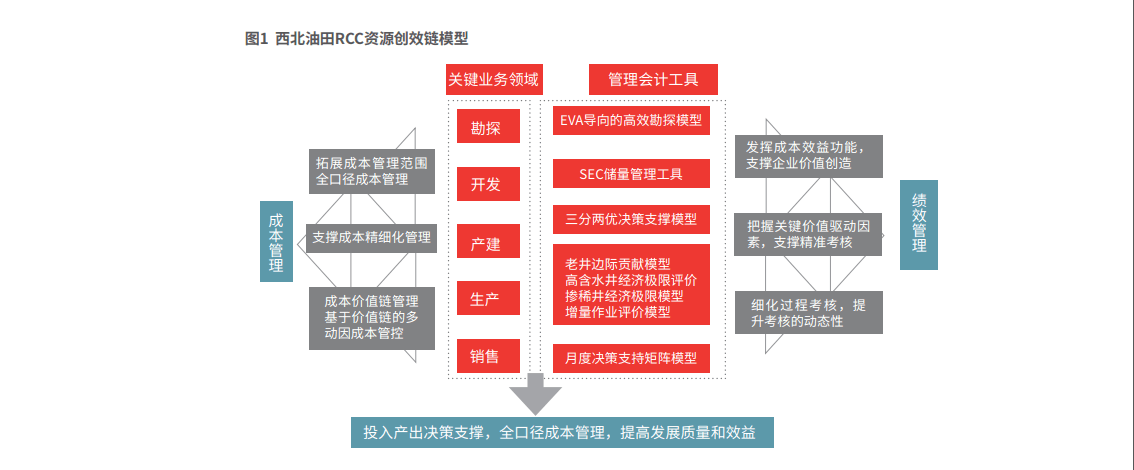 图1 西北油田RCC资源创效链模型
关键业务领域
管理会计工具
成本管理
拓展成本管理范围
全口径成本管理
支撑成本精细化管理
成本价值链管理
基于价值链的多
动因成本管控
勘探
开发
产建
生产
销售
EVA导向的高效勘探模型
SEC储量管理工具
三分两优决策支撑模型
老井边际贡献模型
高含水井经济极限评价
掺稀井经济极限模型
增量作业评价模型
月度决策支持矩阵模型
发挥成本效益功能，
支撑企业价值创造
把握关键价值驱动因
素，支撑精准考核
细化过程考核，提
升考核的动态性
绩效管理
投入产出决策支撑，全口径成本管理，提高发展质量和效益